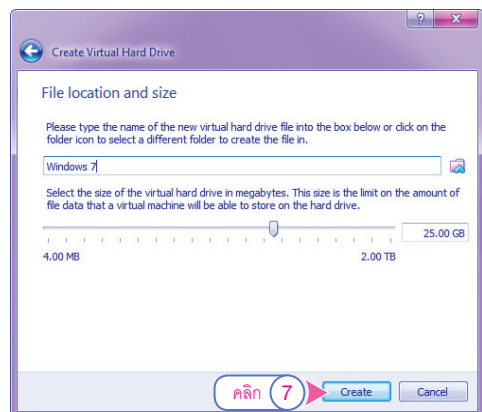 Create Virtual Hard Drive
File location and size
Please type the name of the new virtual hard drive file into the box below or click on the
folder icon to select a different folder to create the file in.
Windows 7
Select the size of the virtual hard drive in megabytes. This size is the limit on the amount of
file data that a virtual machine will be able to store on the hard drive.
25.00 GB
4.00 MB 2.00 TB
คลิก 7 Create Cancel